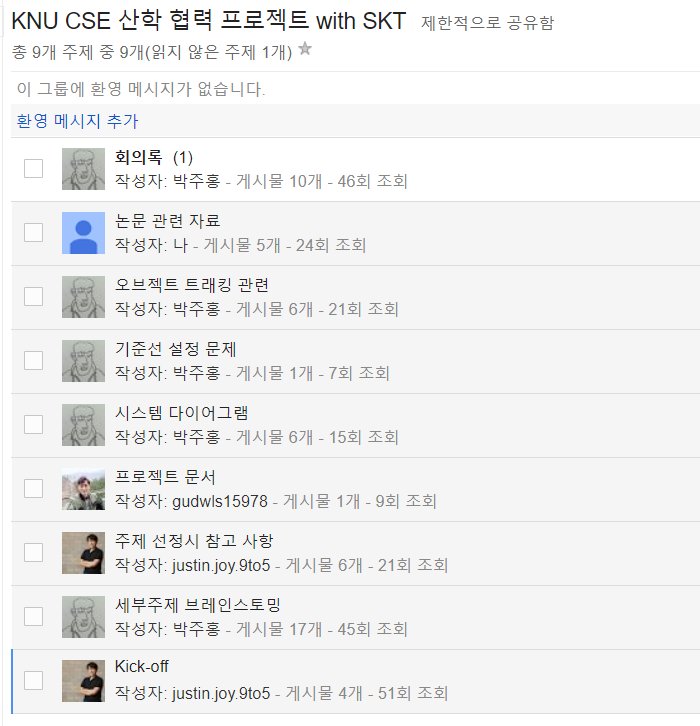 KNU CSE 산학 협력 프로젝트 with SKT 제한적으로 공유함
총 9개 주제 중 9개(읽지 않은 주제 1개)
이 그룹에 환영 메시지가 없습니다.
환영 메시지 추가
회의록 (1)
작성자: 박주홍 - 게시물 10개 - 46회 조회
논문 관련 자료
작성자: 나 - 게시물 5개 - 24회 조회
오브젝트 트래킹 관련
작성자: 박주홍 - 게시물 6개 - 21회 조회
기준선 설정 문제
작성자: 박주홍 - 게시물 1개 - 7회 조회
시스템 다이어그램
작성자: 박주홍 - 게시물 6개 - 15회 조회
프로젝트 문서
작성자: gudwls15978 - 게시물 1개 - 9회 조회
주제 선정시 참고 사항
작성자: justin.joy.9to5 - 게시물 6개 - 21회 조회
세부주제 브레인스토밍
작성자: 박주홍 - 게시물 17개 - 45회 조회
Kick-off
작성자: justin.joy.9to5 - 게시물 4개 - 51회 조회